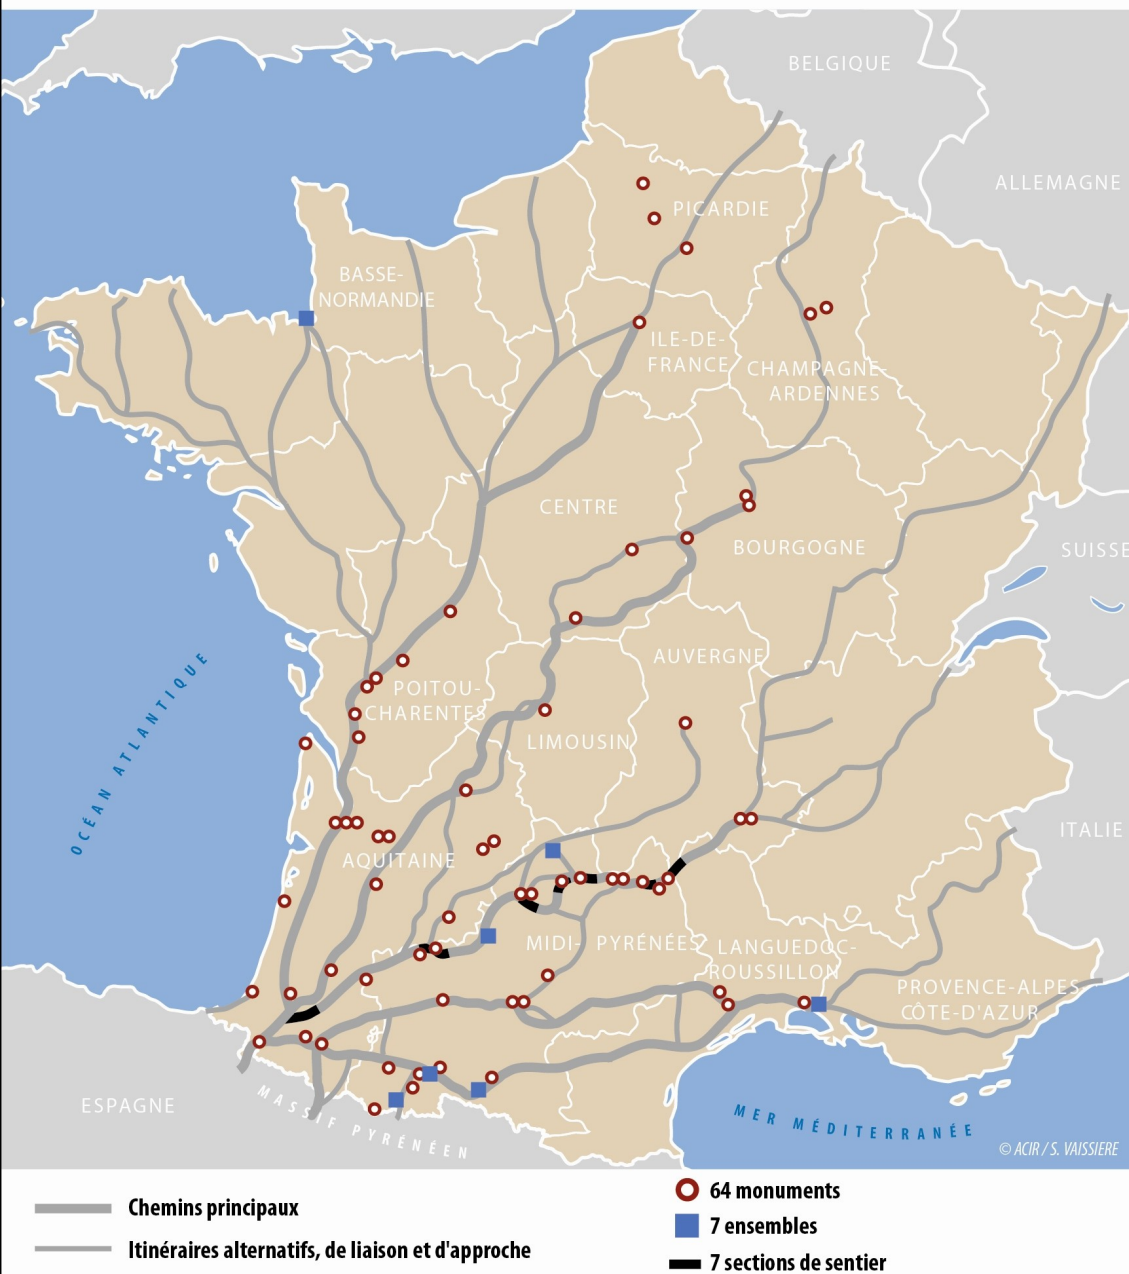 BELGIQUE
ALLEMAGNE
PICARDIE
BASSE-
NORMANDIE
ILE-DE-
FRANCE
CHAMPAGNE-
ARDENNES
CENTRE
BOURGOGNE
SUISSE
AUVERGNE
OCÉAN ATLANTIQUE
POITOU-
CHARENTES
LIMOUSIN
ITALIE
AQUITAINE
MIDI- PYRÉNÉES
LANGUEDOC-
ROUSSILLON
PROVENCE-ALPES
CÔTE-D'AZUR
ESPAGNE
MASSIF PYRÉNÉEN
MER MÉDITERRANÉE
© ACIR / S. VAISSIERE
Chemins principaux
Itinéraires alternatifs, de liaison et d'approche
64 monuments
7 ensembles
7 sections de sentier